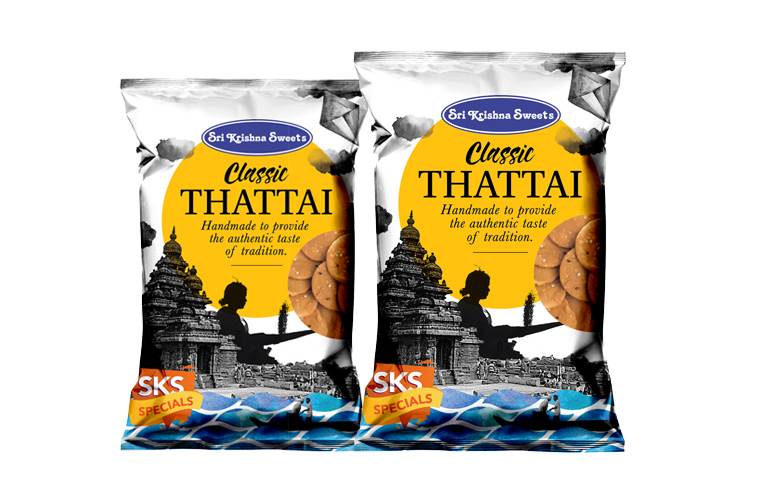 Sri Krishna Sweets
Classic
THATTAI
Handmade to provide
the authentic taste
of tradition.
SKS
SPECIALS
Sri Krishna Sweets
Classic
THATTAI
Handmade to provide
the authentic taste
of tradition.
SKS
SPECIALS